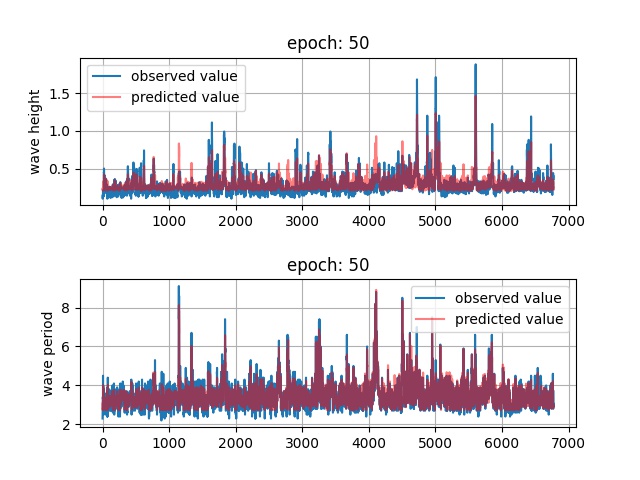 epoch: 50
wave height
1.5
1.0
0.5
observed value
predicted value
0 1000 2000 3000 4000 5000 6000 7000
epoch: 50
wave period
8
6
4
2
observed value
predicted value
0 1000 2000 3000 4000 5000 6000 7000